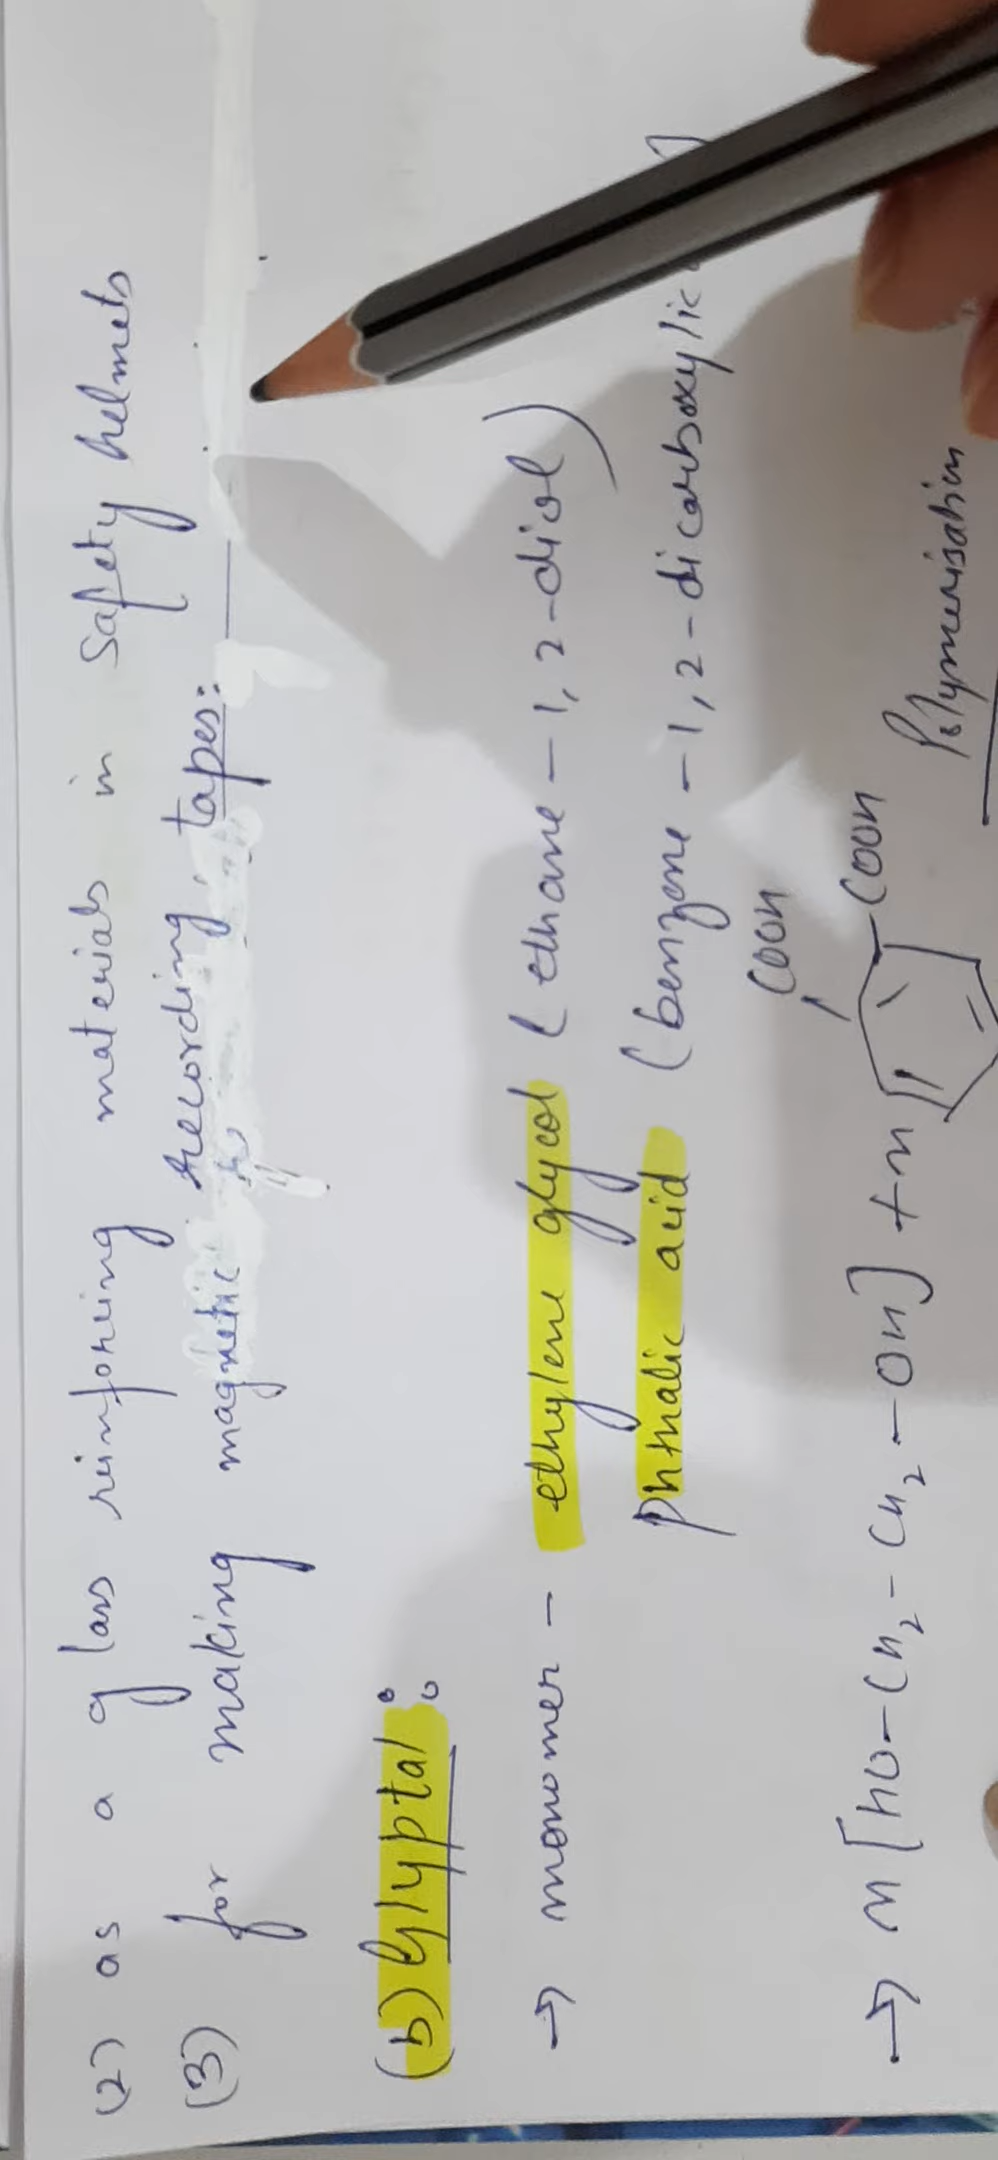 (2) as a glass reinforcing materials in safety helmets
(3) for making magnetic recording tapes:
(b) Glyptal :
→ monomer - ethylene glycol (ethane-1,2-diol)
phthalic acid (benzene-1,2-dicarboxylic
COOH
→ n [HO-CH2-CH2-OH] + n COOH Polymerisation